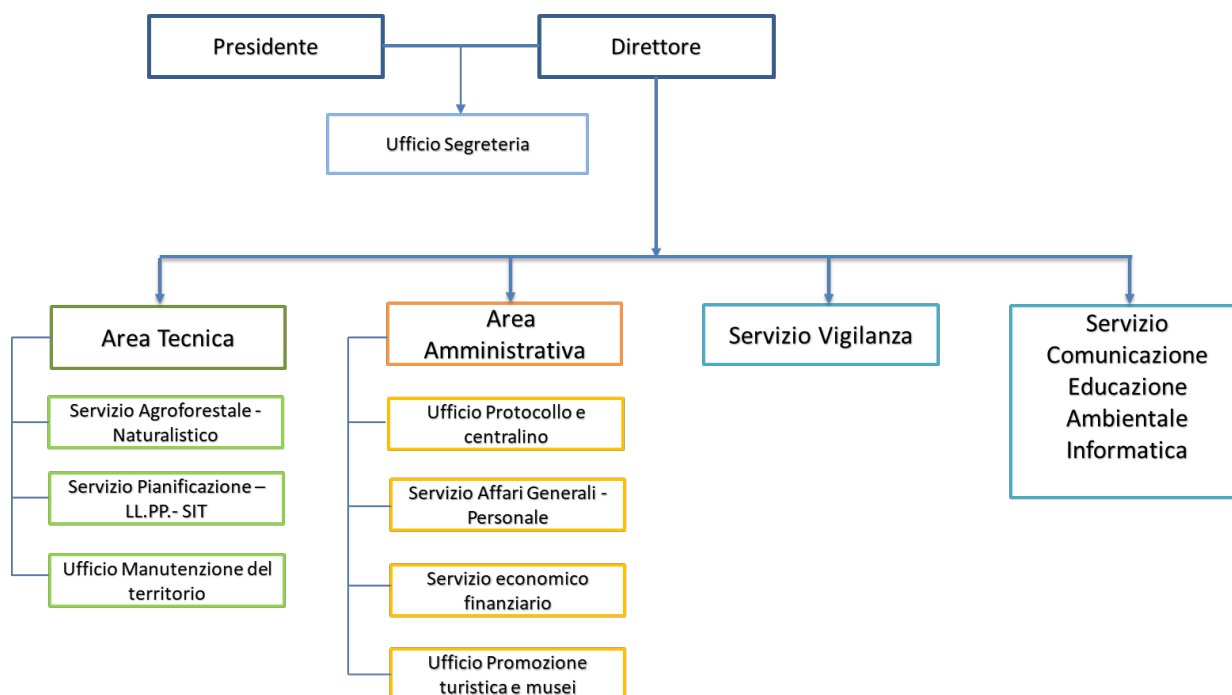 Presidente
Direttore
Ufficio Segreteria
Area Tecnica
Servizio Agroforestale -
Naturalistico
Servizio Pianificazione –
LL.PP.- SIT
Ufficio Manutenzione del
territorio
Area
Amministrativa
Ufficio Protocollo e
centralino
Servizio Affari Generali -
Personale
Servizio economico
finanziario
Ufficio Promozione
turistica e musei
Servizio Vigilanza
Servizio
Comunicazione
Educazione
Ambientale
Informatica